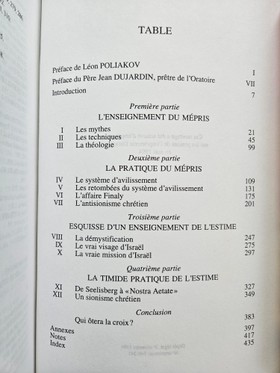 TABLE
Préface de Léon POLIAKOV I
Préface du Père Jean DUJARDIN, prêtre de l'Oratoire VII
Introduction 7
Première partie
L'ENSEIGNEMENT DU MÉPRIS
I Les mythes 21
II Les techniques 45
III La théologie 99
Deuxième partie
LA PRATIQUE DU MÉPRIS
IV Le système d'avilissement 109
V Les retombées du système d'avilissement 131
VI L'affaire Finaly 175
VII L'antisionisme chrétien 201
Troisième partie
ESQUISSE D'UN ENSEIGNEMENT DE L'ESTIME
VIII La démystification 247
IX Le vrai visage d'Israël 275
X La vraie mission d'Israël 297
Quatrième partie
LA TIMIDE PRATIQUE DE L'ESTIME
XI De Seelisberg à « Nostra Aetate » 327
XII Un sionisme chrétien 349
Conclusion
Qui ôtera la croix ? 383
Annexes 397
Notes 417
Index 435